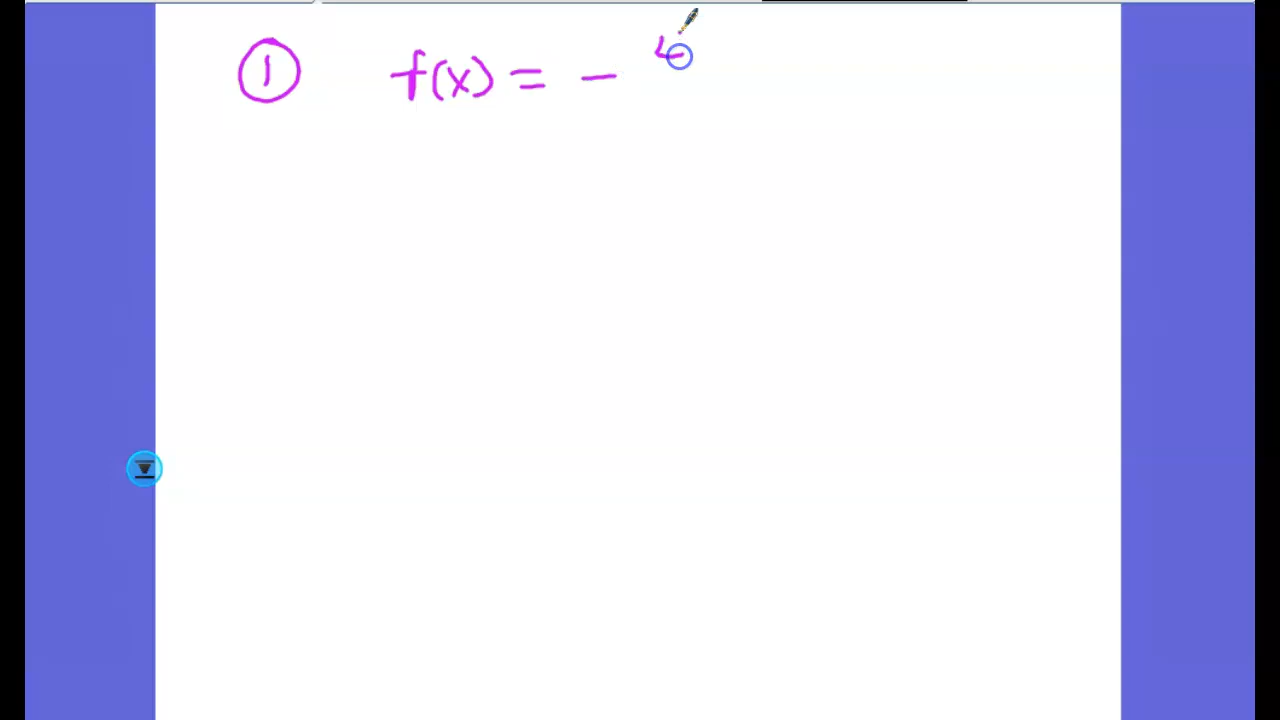 ① f(x) = -